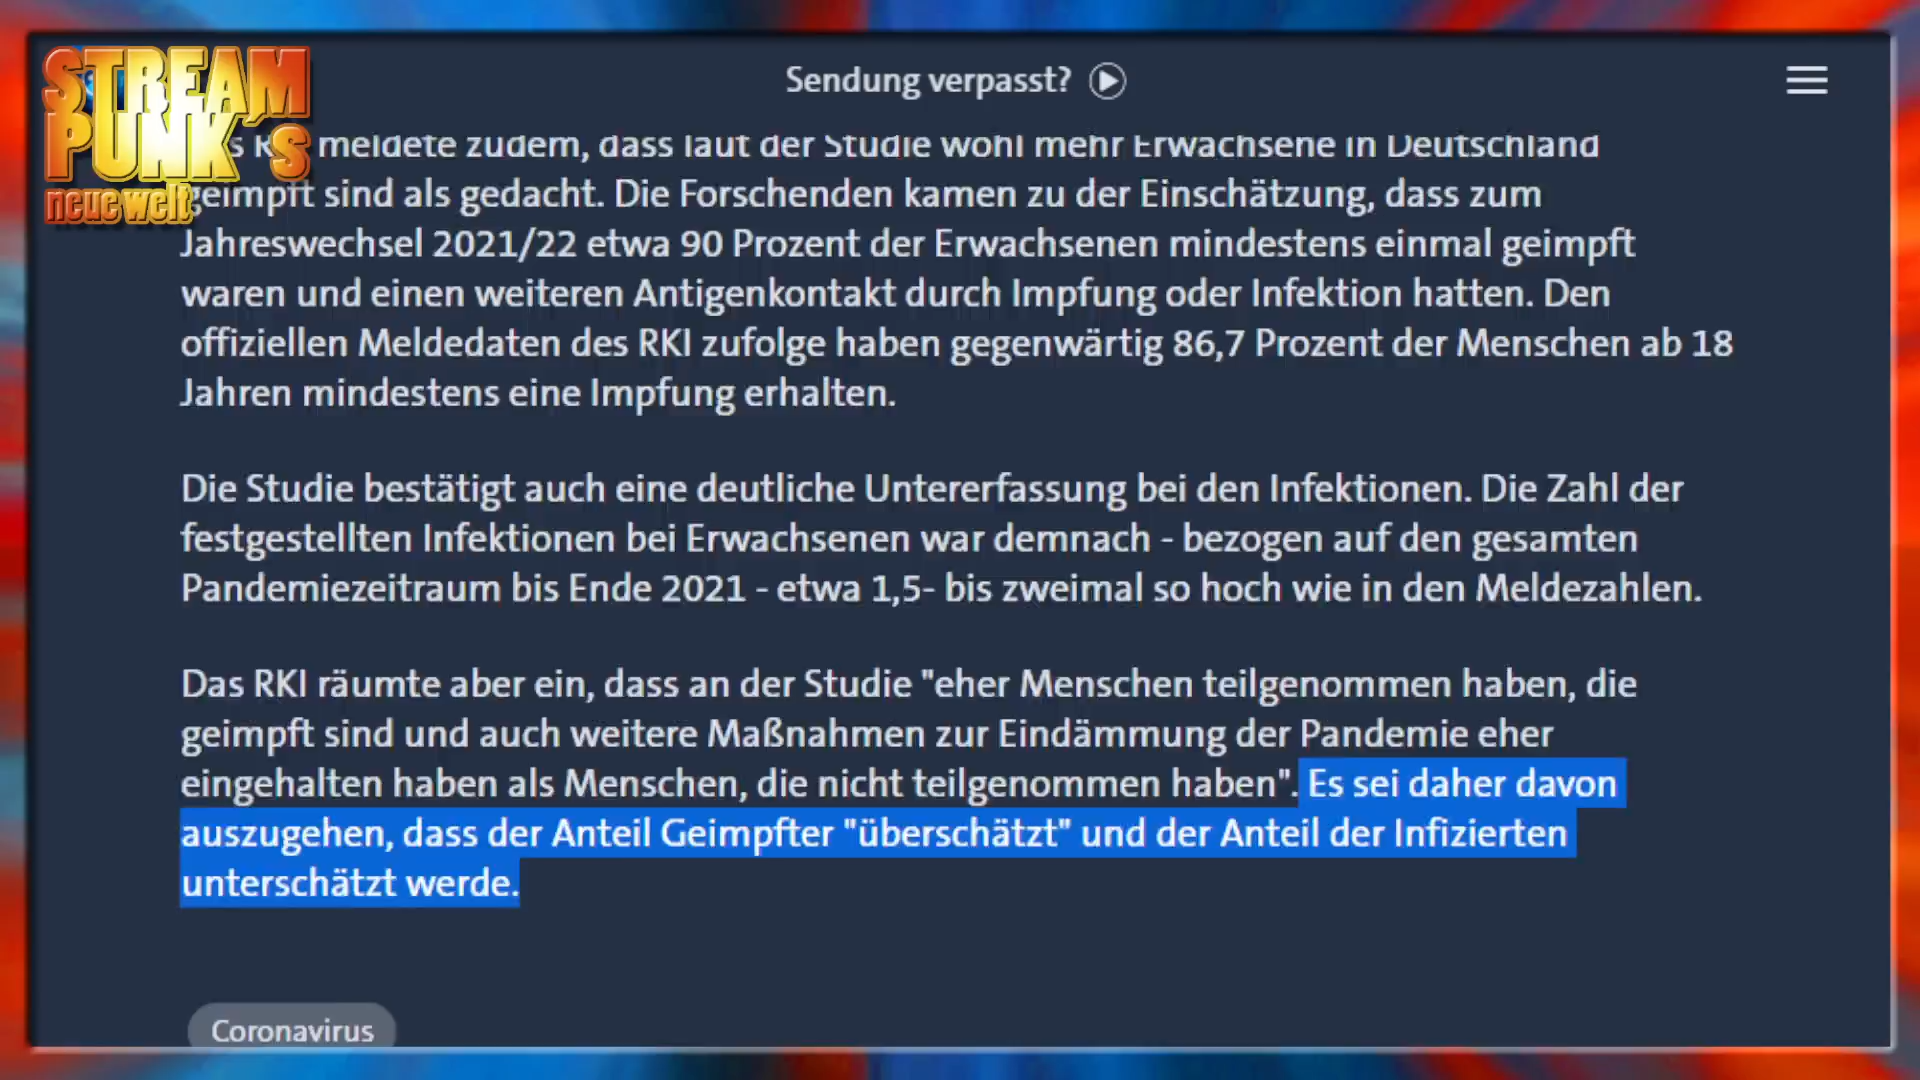 STREAM
PUNK´s
neue welt
Sendung verpasst?
meldete zudem, dass laut der Studie wohl mehr Erwachsene in Deutschland
geimpft sind als gedacht. Die Forschenden kamen zu der Einschätzung, dass zum
Jahreswechsel 2021/22 etwa 90 Prozent der Erwachsenen mindestens einmal geimpft
waren und einen weiteren Antigenkontakt durch Impfung oder Infektion hatten. Den
offiziellen Meldedaten des RKI zufolge haben gegenwärtig 86,7 Prozent der Menschen ab 18
Jahren mindestens eine Impfung erhalten.
Die Studie bestätigt auch eine deutliche Untererfassung bei den Infektionen. Die Zahl der
festgestellten Infektionen bei Erwachsenen war demnach - bezogen auf den gesamten
Pandemiezeitraum bis Ende 2021 - etwa 1,5- bis zweimal so hoch wie in den Meldezahlen.
Das RKI räumte aber ein, dass an der Studie "eher Menschen teilgenommen haben, die
geimpft sind und auch weitere Maßnahmen zur Eindämmung der Pandemie eher
eingehalten haben als Menschen, die nicht teilgenommen haben". Es sei daher davon
auszugehen, dass der Anteil Geimpfter "überschätzt" und der Anteil der Infizierten
unterschätzt werde.
Coronavirus